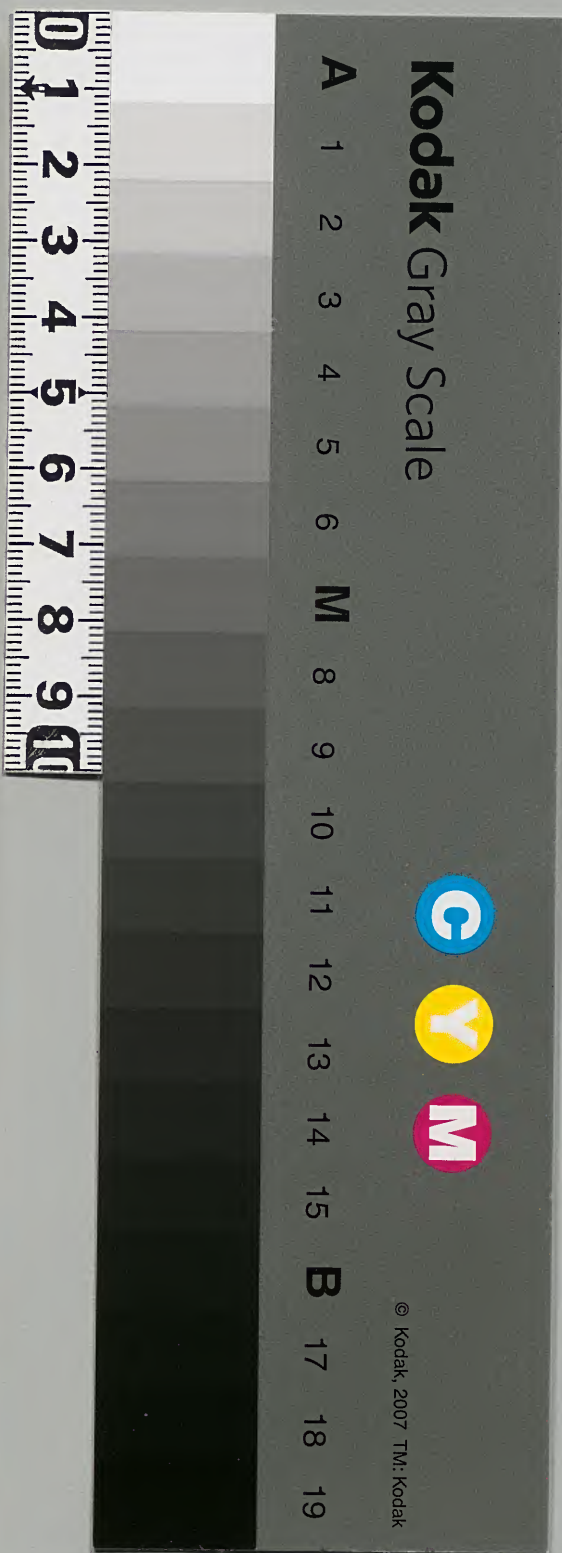 Kodak Gray Scale
C Y M
© Kodak, 2007 TM: Kodak
A 1 2 3 4 5 6 M 8 9 10 11 12 13 14 15 B 17 18 19
0 1 2 3 4 5 6 7 8 9 10